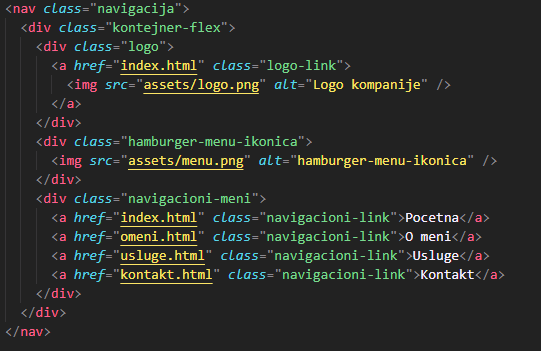 <nav class="navigacija">
<div class="kontejner-flex">
<div class="logo">
<a href="index.html" class="logo-link">
<img src="assets/logo.png" alt="Logo kompanije" />
</a>
</div>
<div class="hamburger-menu-ikonica">
<img src="assets/menu.png" alt="hamburger-menu-ikonica" />
</div>
<div class="navigacioni-meni">
<a href="index.html" class="navigacioni-link">Pocetna</a>
<a href="omeni.html" class="navigacioni-link">O meni</a>
<a href="usluge.html" class="navigacioni-link">Usluge</a>
<a href="kontakt.html" class="navigacioni-link">Kontakt</a>
</div>
</div>
</nav>